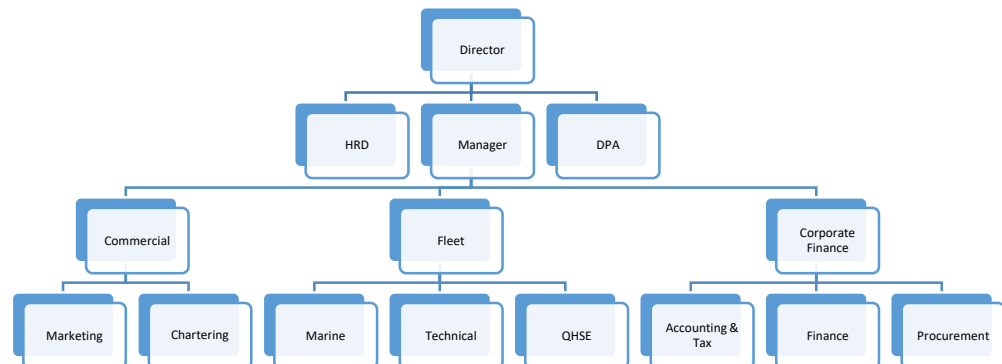 Director
HRD
Manager
DPA
Commercial
Fleet
Corporate
Finance
Marketing
Chartering
Marine
Technical
QHSE
Accounting &
Tax
Finance
Procurement